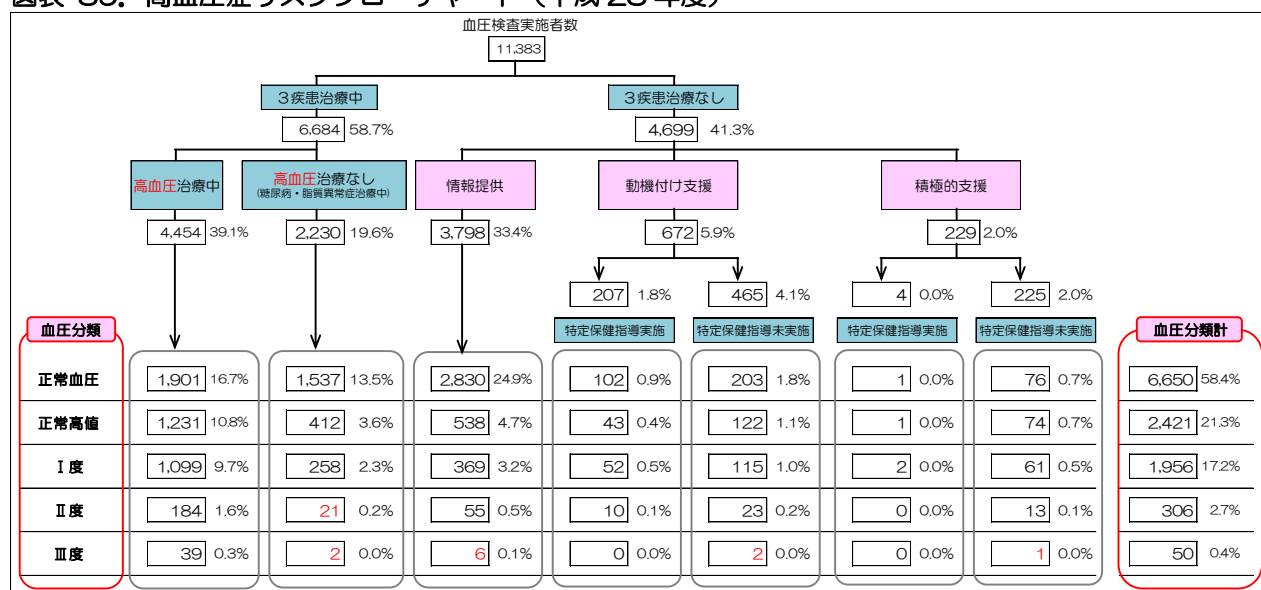 血圧検査実施者数
11,383
3疾患治療中 3疾患治療なし
6,684 58.7% 4,699 41.3%
高血圧治療中 高血圧治療なし 情報提供 動機付け支援 積極的支援
(糖尿病・脂質異常症治療中)
4,454 39.1% 2,230 19.6% 3,798 33.4% 672 5.9% 229 2.0%
207 1.8% 465 4.1% 4 0.0% 225 2.0%
血圧分類 特定保健指導実施 特定保健指導未実施 特定保健指導実施 特定保健指導未実施 血圧分類計
正常血圧 1,901 16.7% 1,537 13.5% 2,830 24.9% 102 0.9% 203 1.8% 1 0.0% 76 0.7% 6,650 58.4%
正常高値 1,231 10.8% 412 3.6% 538 4.7% 43 0.4% 122 1.1% 1 0.0% 74 0.7% 2,421 21.3%
Ⅰ度 1,099 9.7% 258 2.3% 369 3.2% 52 0.5% 115 1.0% 2 0.0% 61 0.5% 1,956 17.2%
Ⅱ度 184 1.6% 21 0.2% 55 0.5% 10 0.1% 23 0.2% 0 0.0% 13 0.1% 306 2.7%
Ⅲ度 39 0.3% 2 0.0% 6 0.1% 0 0.0% 2 0.0% 0 0.0% 1 0.0% 50 0.4%